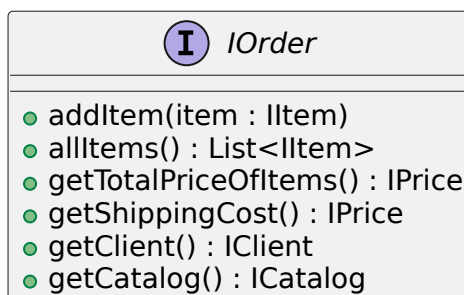 I IOrder
addItem(item : IItem)
allItems() : List<IItem>
getTotalPriceOfItems() : IPrice
getShippingCost() : IPrice
getClient() : IClient
getCatalog() : ICatalog